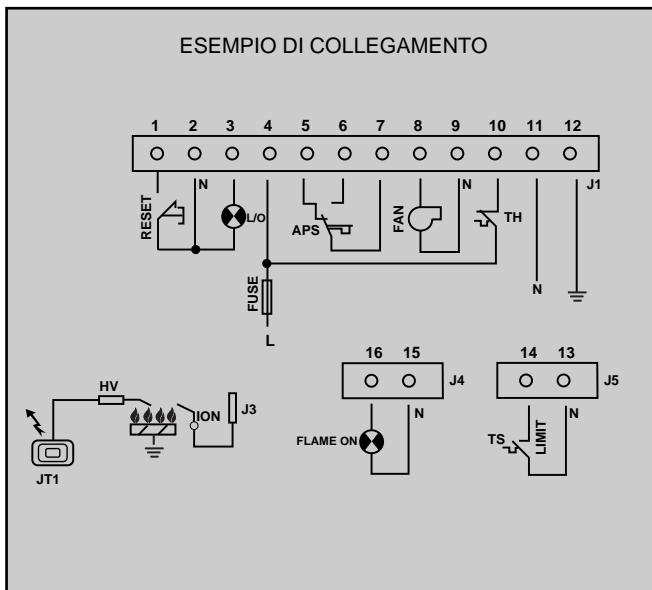 ESEMPIO DI COLLEGAMENTO
1 2 3 4 5 6 7 8 9 10 11 12
J1
RESET
N
L/O
APS
FAN
N
TH
FUSE
N
L
16 15
J4
14 13
J5
HV
ION
J3
N
FLAME ON
N
TS
LIMIT
JT1